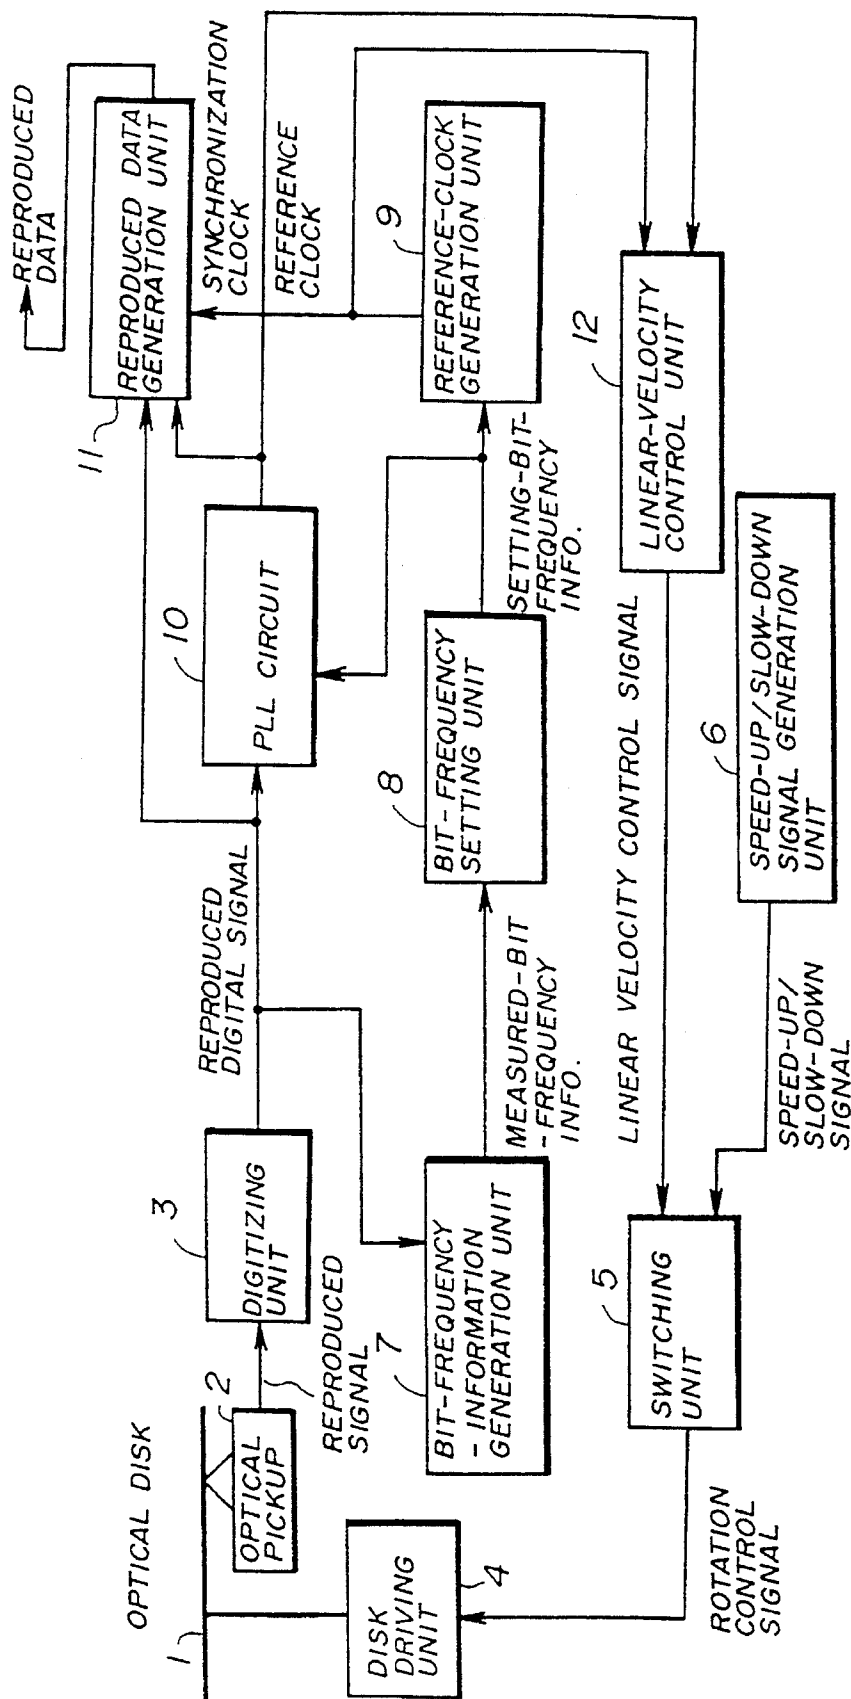 OPTICAL DISK
1
OPTICAL
PICKUP
2
REPRODUCED
SIGNAL
3
DIGITIZING
UNIT
REPRODUCED
DIGITAL SIGNAL
10
PLL CIRCUIT
11
REPRODUCED DATA
GENERATION UNIT
REPRODUCED
DATA
SYNCHRONIZATION
CLOCK
REFERENCE
CLOCK
DISK
DRIVING
UNIT
4
7
BIT-FREQUENCY
- INFORMATION
GENERATION UNIT
MEASURED-BIT
-FREQUENCY
INFO.
8
BIT-FREQUENCY
SETTING UNIT
SETTING-BIT-
FREQUENCY
INFO.
9
REFERENCE-CLOCK
GENERATION UNIT
ROTATION
CONTROL
SIGNAL
5
SWITCHING
UNIT
LINEAR VELOCITY CONTROL SIGNAL
12
LINEAR-VELOCITY
CONTROL UNIT
SPEED-UP/
SLOW-DOWN
SIGNAL
6
SPEED-UP/SLOW-DOWN
SIGNAL GENERATION
UNIT